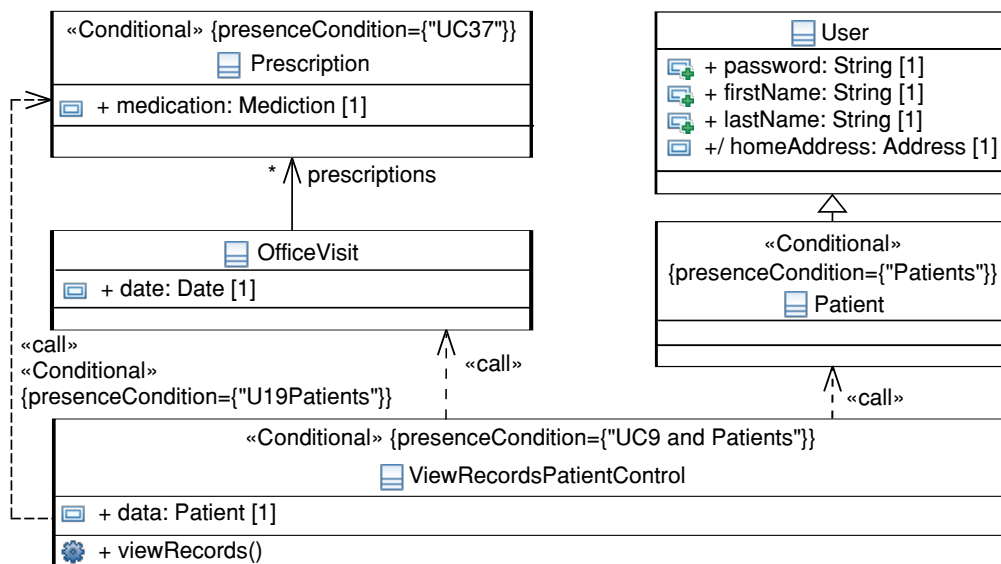 «Conditional» {presenceCondition={"UC37"}}
Prescription
+ medication: Mediction [1]
* prescriptions
OfficeVisit
+ date: Date [1]
User
+ password: String [1]
+ firstName: String [1]
+ lastName: String [1]
+/ homeAddress: Address [1]
«Conditional»
{presenceCondition={"Patients"}}
Patient
«call»
«Conditional»
{presenceCondition={"U19Patients"}}
«call»
«call»
«Conditional» {presenceCondition={"UC9 and Patients"}}
ViewRecordsPatientControl
+ data: Patient [1]
+ viewRecords()